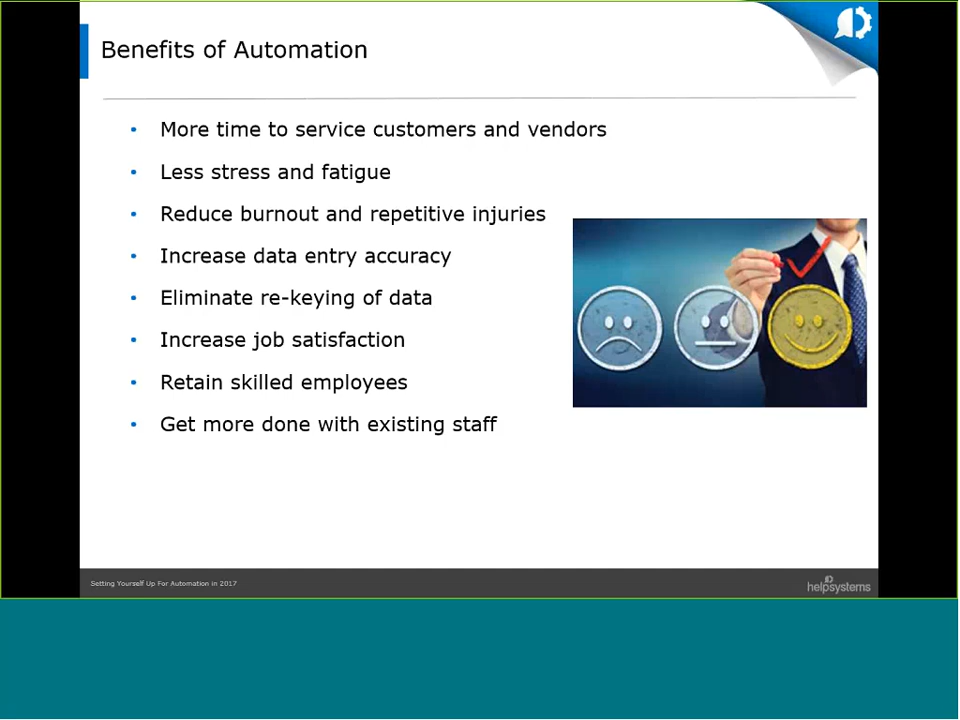 Benefits of Automation
• More time to service customers and vendors
• Less stress and fatigue
• Reduce burnout and repetitive injuries
• Increase data entry accuracy
• Eliminate re-keying of data
• Increase job satisfaction
• Retain skilled employees
• Get more done with existing staff
Setting Yourself Up For Automation in 2017
helpsystems